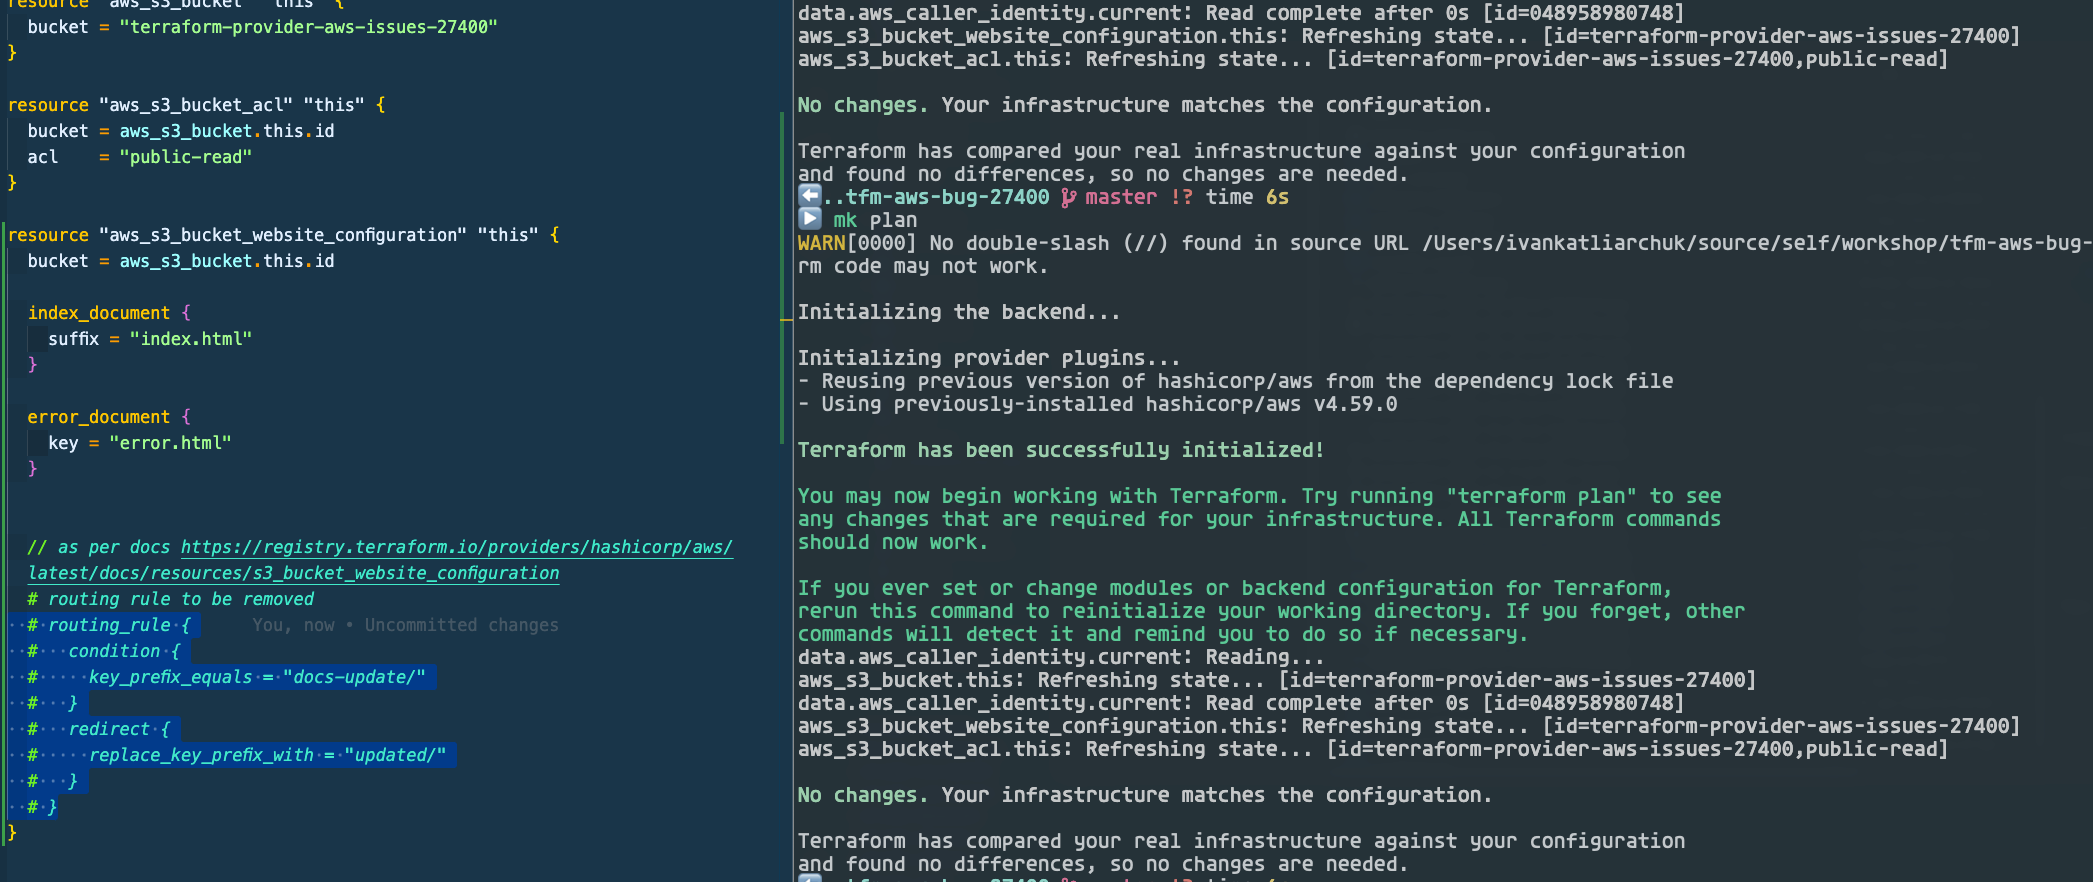 resource "aws_s3_bucket" "this" {
  bucket = "terraform-provider-aws-issues-27400"
}

resource "aws_s3_bucket_acl" "this" {
  bucket = aws_s3_bucket.this.id
  acl    = "public-read"
}

resource "aws_s3_bucket_website_configuration" "this" {
  bucket = aws_s3_bucket.this.id

  index_document {
    suffix = "index.html"
  }

  error_document {
    key = "error.html"
  }

  // as per docs https://registry.terraform.io/providers/hashicorp/aws/
  latest/docs/resources/s3_bucket_website_configuration
  # routing rule to be removed
  # routing_rule {      You, now • Uncommitted changes
  #   condition {
  #     key_prefix_equals = "docs-update/"
  #   }
  #   redirect {
  #     replace_key_prefix_with = "updated/"
  #   }
  # }
}
data.aws_caller_identity.current: Read complete after 0s [id=048958980748]
aws_s3_bucket_website_configuration.this: Refreshing state... [id=terraform-provider-aws-issues-27400]
aws_s3_bucket_acl.this: Refreshing state... [id=terraform-provider-aws-issues-27400,public-read]

No changes. Your infrastructure matches the configuration.

Terraform has compared your real infrastructure against your configuration
and found no differences, so no changes are needed.
..tfm-aws-bug-27400 master !? time 6s
mk plan
WARN[0000] No double-slash (//) found in source URL /Users/ivankatliarchuk/source/self/workshop/tfm-aws-bug-
rm code may not work.

Initializing the backend...

Initializing provider plugins...
- Reusing previous version of hashicorp/aws from the dependency lock file
- Using previously-installed hashicorp/aws v4.59.0

Terraform has been successfully initialized!

You may now begin working with Terraform. Try running "terraform plan" to see
any changes that are required for your infrastructure. All Terraform commands
should now work.

If you ever set or change modules or backend configuration for Terraform,
rerun this command to reinitialize your working directory. If you forget, other
commands will detect it and remind you to do so if necessary.
data.aws_caller_identity.current: Reading...
aws_s3_bucket.this: Refreshing state... [id=terraform-provider-aws-issues-27400]
data.aws_caller_identity.current: Read complete after 0s [id=048958980748]
aws_s3_bucket_website_configuration.this: Refreshing state... [id=terraform-provider-aws-issues-27400]
aws_s3_bucket_acl.this: Refreshing state... [id=terraform-provider-aws-issues-27400,public-read]

No changes. Your infrastructure matches the configuration.

Terraform has compared your real infrastructure against your configuration
and found no differences, so no changes are needed.